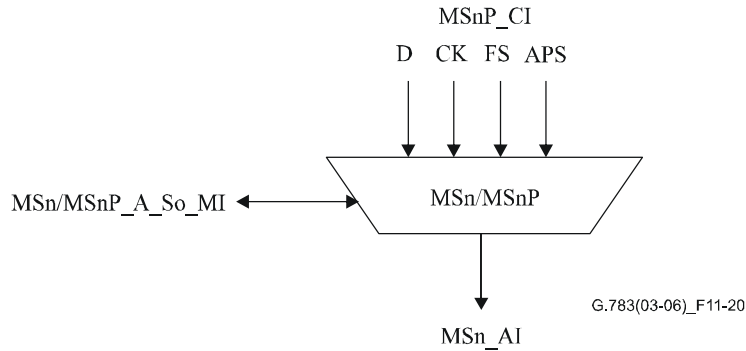 MSnP_CI
D CK FS APS
MSn/MSnP_A_So_MI
MSn/MSnP
G.783(03-06)_F11-20
MSn_AI